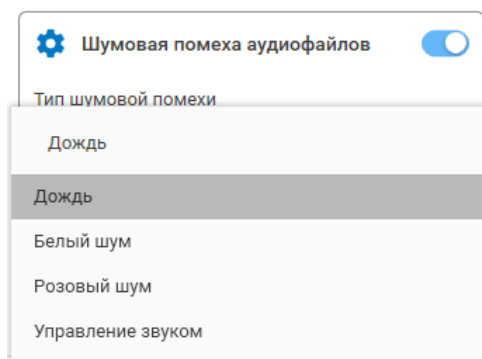 Шумовая помеха аудиофайлов
Тип шумовой помехи
Дождь
Дождь
Белый шум
Розовый шум
Управление звуком